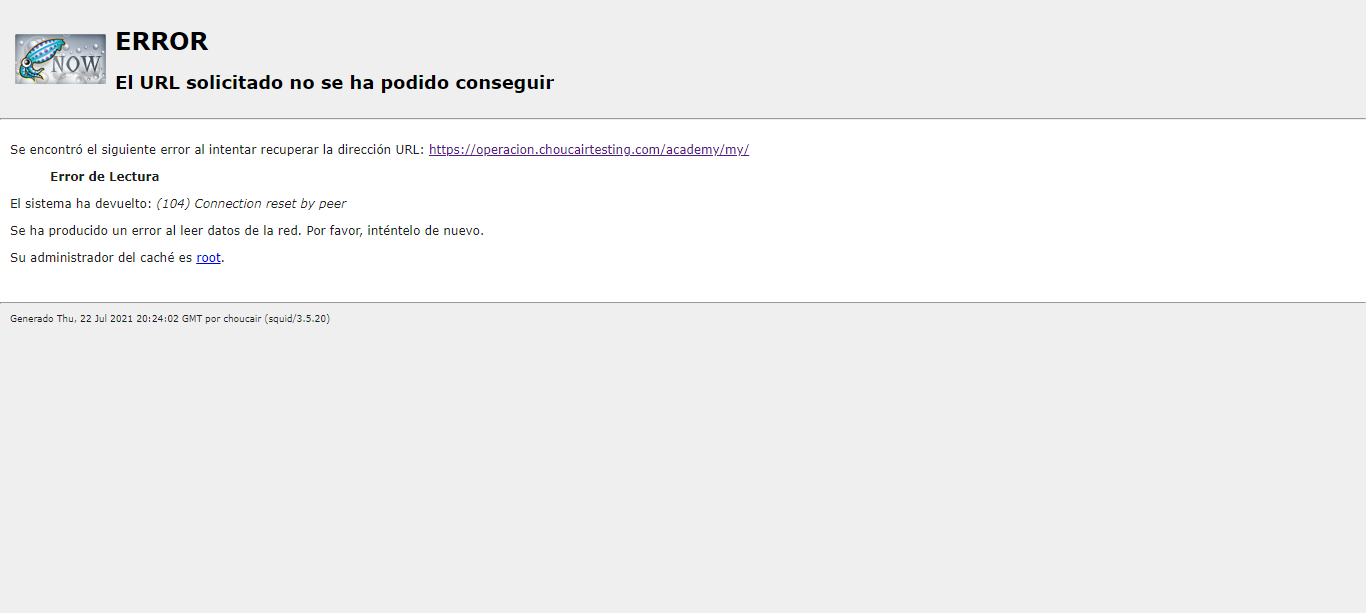 NOW
ERROR
El URL solicitado no se ha podido conseguir
Se encontró el siguiente error al intentar recuperar la dirección URL: https://operacion.choucairtesting.com/academy/my/
Error de Lectura
El sistema ha devuelto: (104) Connection reset by peer
Se ha producido un error al leer datos de la red. Por favor, inténtelo de nuevo.
Su administrador del caché es root.
Generado Thu, 22 Jul 2021 20:24:02 GMT por choucair (squid/3.5.20)